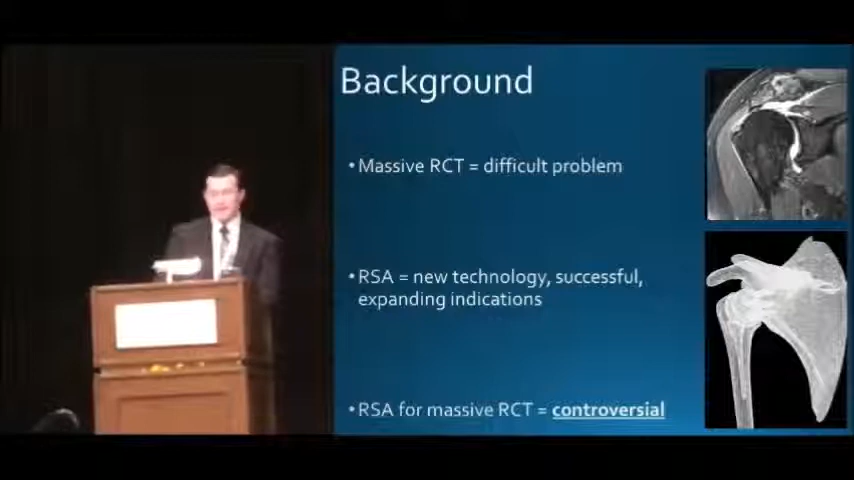 Background
• Massive RCT = difficult problem
• RSA = new technology, successful,
expanding indications
• RSA for massive RCT = controversial